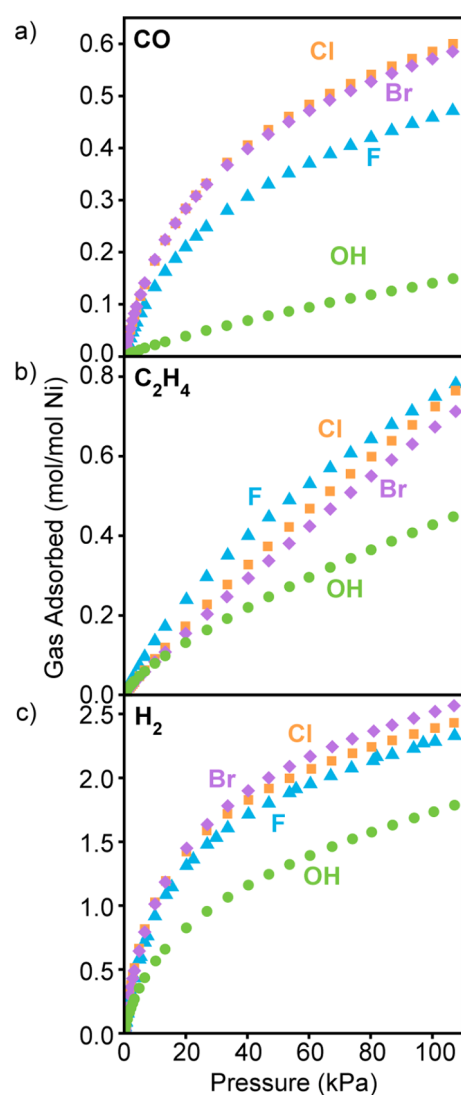 a)
CO
0.6
0.5
0.4
0.3
0.2
0.1
0.0
Cl
Br
F
OH
b)
C2H4
0.8
0.6
0.4
0.2
0.0
Cl
F
Br
OH
Gas Adsorbed (mol/mol Ni)
c)
H2
2.5
2.0
1.5
1.0
0.5
0.0
Cl
Br
F
OH
0 20 40 60 80 100
Pressure (kPa)